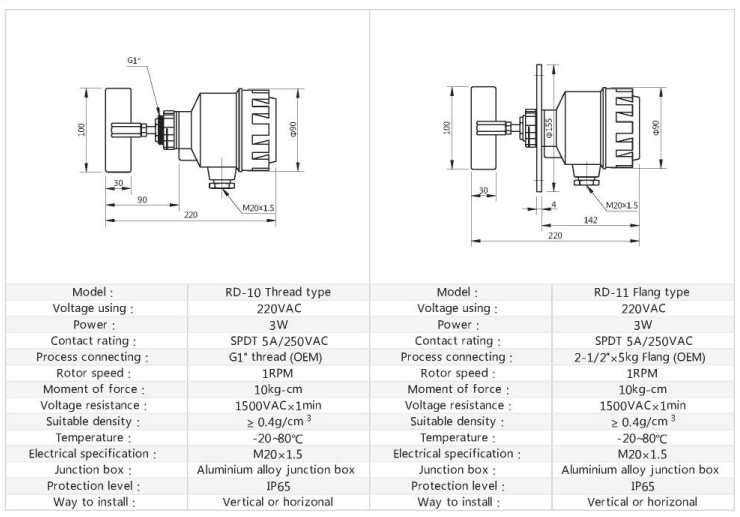 G1"
100
30
90
220
Φ90
M20×1.5
100
30
Φ155
4
142
220
Φ90
M20×1.5
Model : RD-10 Thread type Model : RD-11 Flang type
Voltage using : 220VAC Voltage using : 220VAC
Power : 3W Power : 3W
Contact rating : SPDT 5A/250VAC Contact rating : SPDT 5A/250VAC
Process connecting : G1" thread (OEM) Process connecting : 2-1/2"×5kg Flang (OEM)
Rotor speed : 1RPM Rotor speed : 1RPM
Moment of force : 10kg-cm Moment of force : 10kg-cm
Voltage resistance : 1500VAC×1min Voltage resistance : 1500VAC×1min
Suitable density : ≥ 0.4g/cm ³ Suitable density : ≥ 0.4g/cm ³
Temperature : -20~80℃ Temperature : -20~80℃
Electrical specification : M20×1.5 Electrical specification : M20×1.5
Junction box : Aluminium alloy junction box Junction box : Aluminium alloy junction box
Protection level : IP65 Protection level : IP65
Way to install : Vertical or horizonal Way to install : Vertical or horizonal